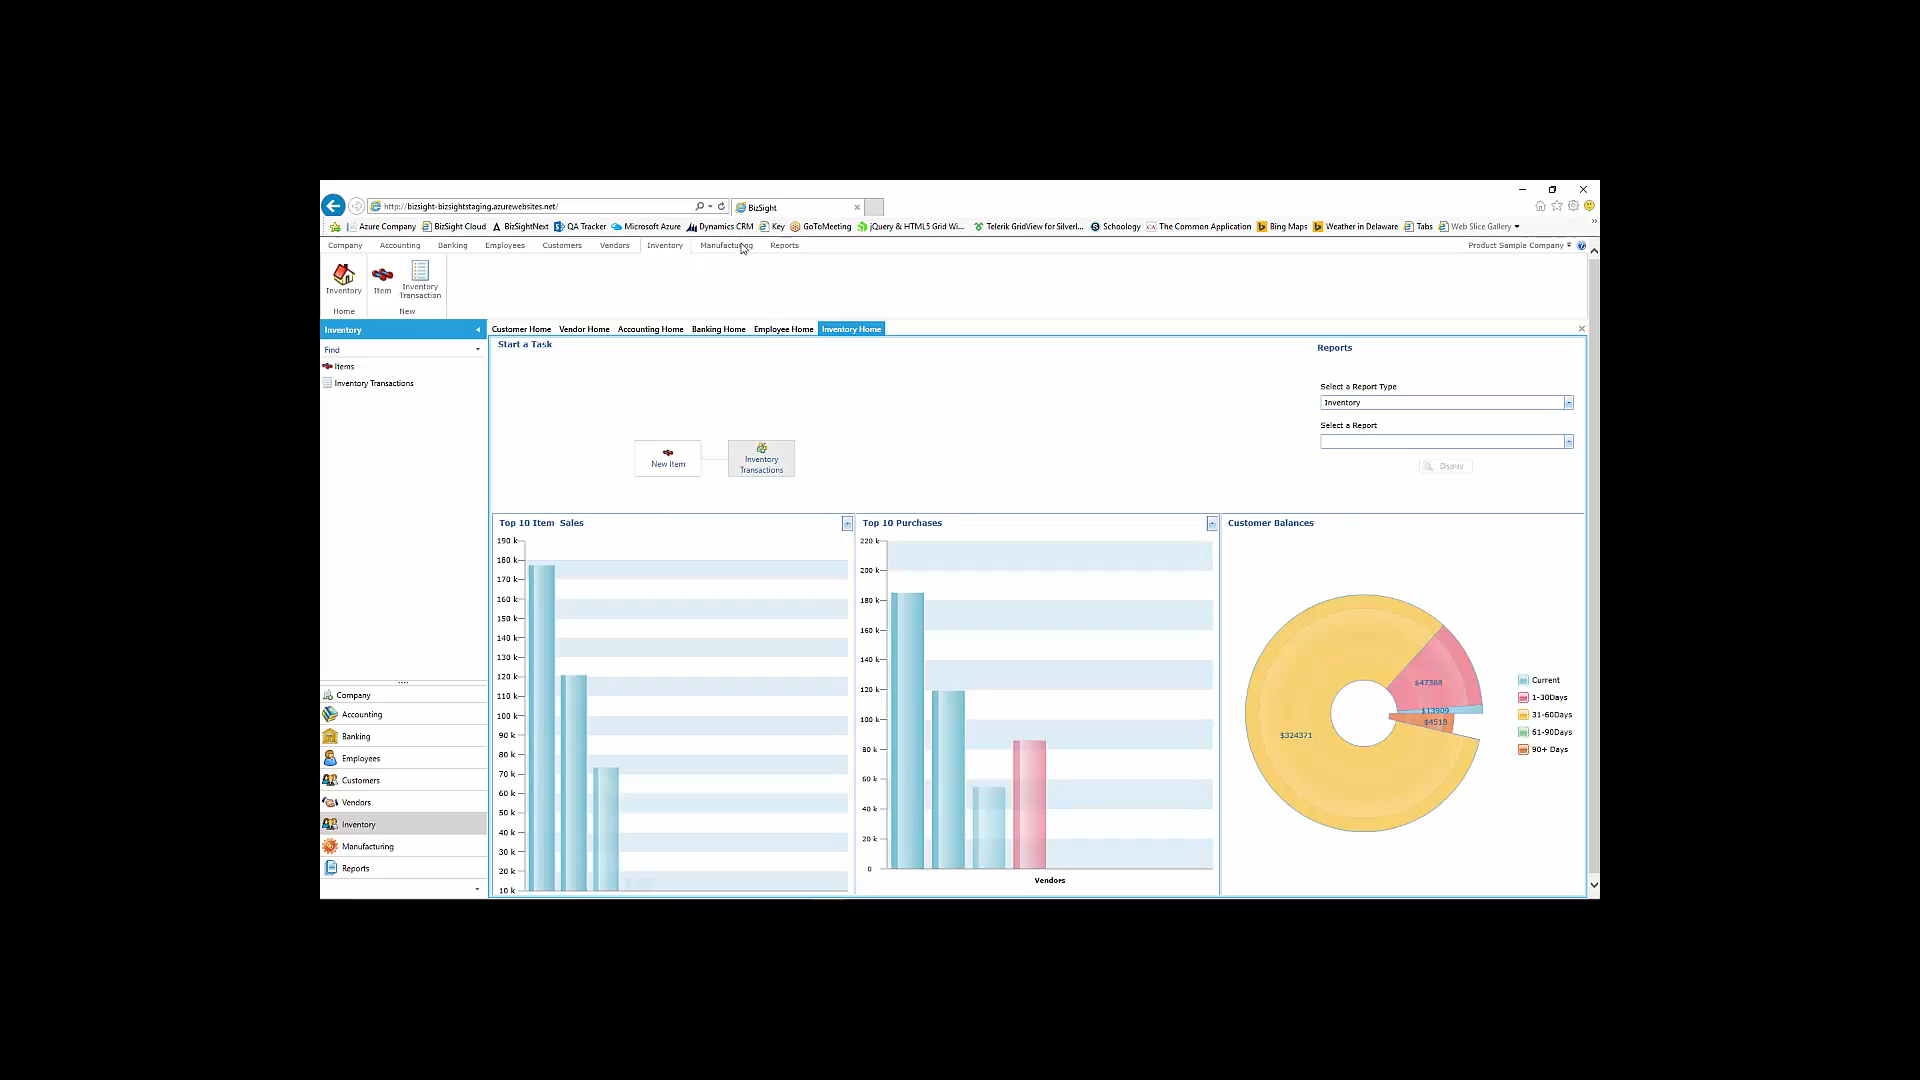 http://bizsight-bizsightstaging.azurewebsites.net/
BizSight
Azure Company BizSight Cloud BizSightNext QA Tracker Microsoft Azure Dynamics CRM Key GoToMeeting jQuery & HTML5 Grid Wi... Telerik GridView for Silverl... Schoology The Common Application Bing Maps Weather in Delaware Tabs Web Slice Gallery
Company Accounting Banking Employees Customers Vendors Inventory Manufacturing Reports Product Sample Company
Inventory Item Inventory Transaction
Home New
Inventory
Find
Items
Inventory Transactions
Customer Home Vendor Home Accounting Home Banking Home Employee Home Inventory Home
Start a Task
New Item
Inventory Transactions
Reports
Select a Report Type
Inventory
Select a Report
Display
Company
Accounting
Banking
Employees
Customers
Vendors
Inventory
Manufacturing
Reports
Top 10 Item Sales
190 k
180 k
170 k
160 k
150 k
140 k
130 k
120 k
110 k
100 k
90 k
80 k
70 k
60 k
50 k
40 k
30 k
20 k
10 k
Top 10 Purchases
220 k
200 k
180 k
160 k
140 k
120 k
100 k
80 k
60 k
40 k
20 k
0
Vendors
Customer Balances
$47368
$13909
$4518
$324371
Current
1-30Days
31-60Days
61-90Days
90+ Days